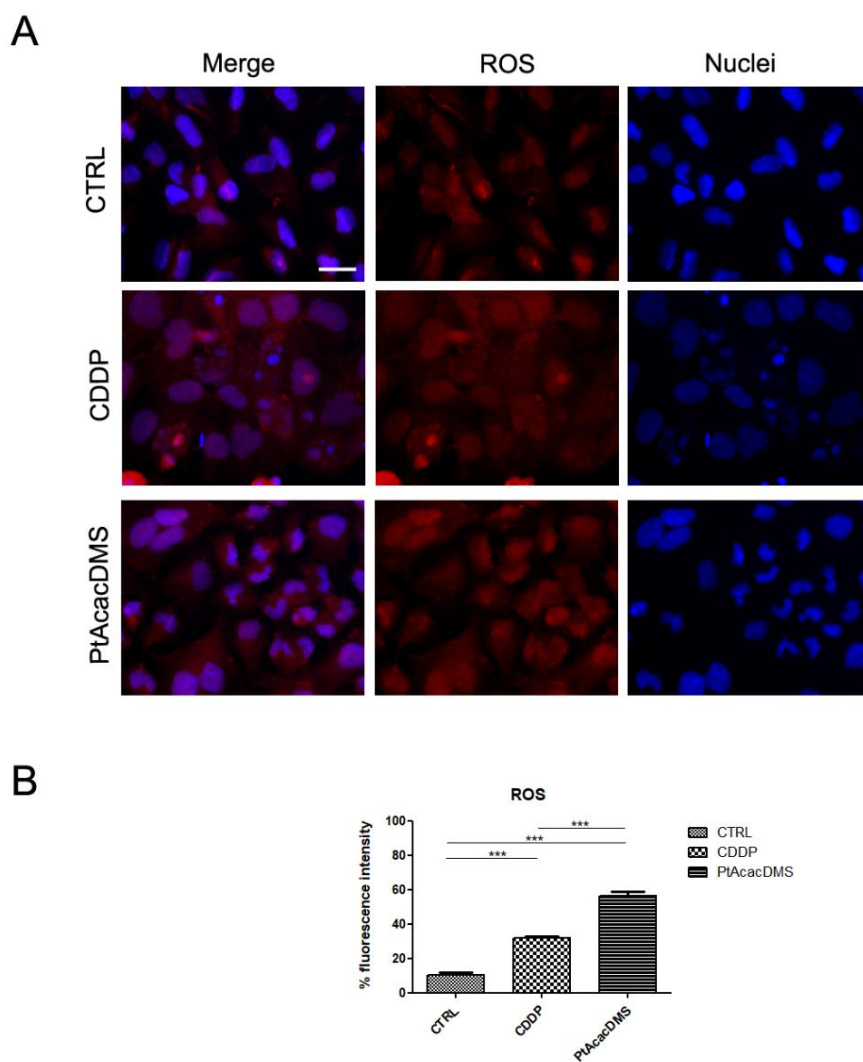 A
Merge ROS Nuclei
CTRL
CDDP
PtAcacDMS
B
ROS
% fluorescence intensity
100
80
60
40
20
0
***
***
***
CTRL
CDDP
PtAcacDMS
CTRL
CDDP
PtAcacDMS